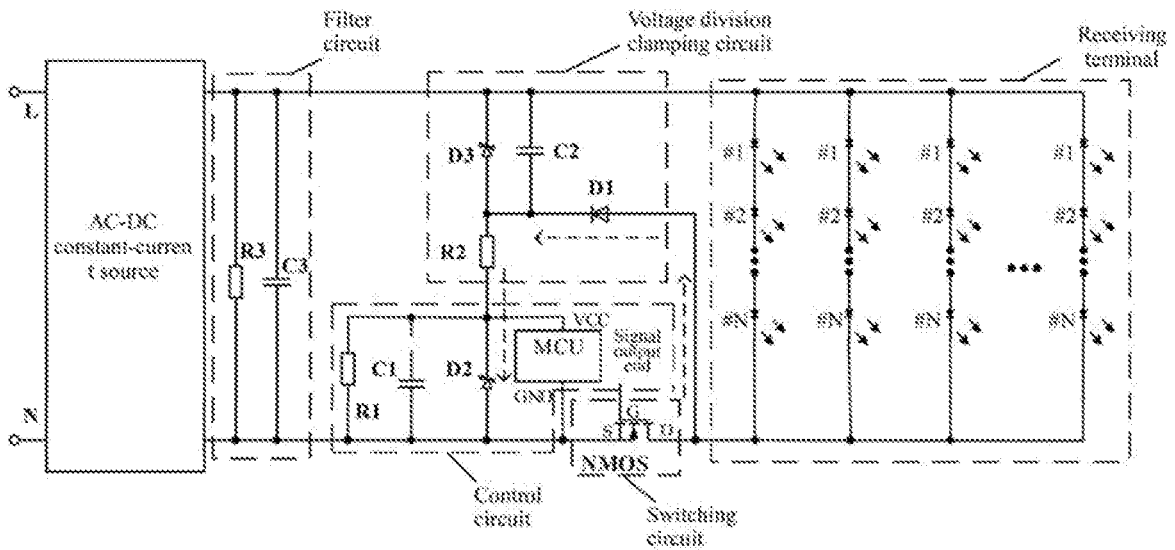 Filter
circuit
Voltage division
clamping circuit
Receiving
terminal
L
AC-DC
constant-curren
t source
N
R3
C3
D3
C2
D1
R2
#1
#1
#1
#1
#2
#2
#2
#2
#N
#N
#N
#N
VCC
MCU
Signal
output
end
GND
R1
C1
D2
G
S
D
NMOS
Control
circuit
Switching
circuit